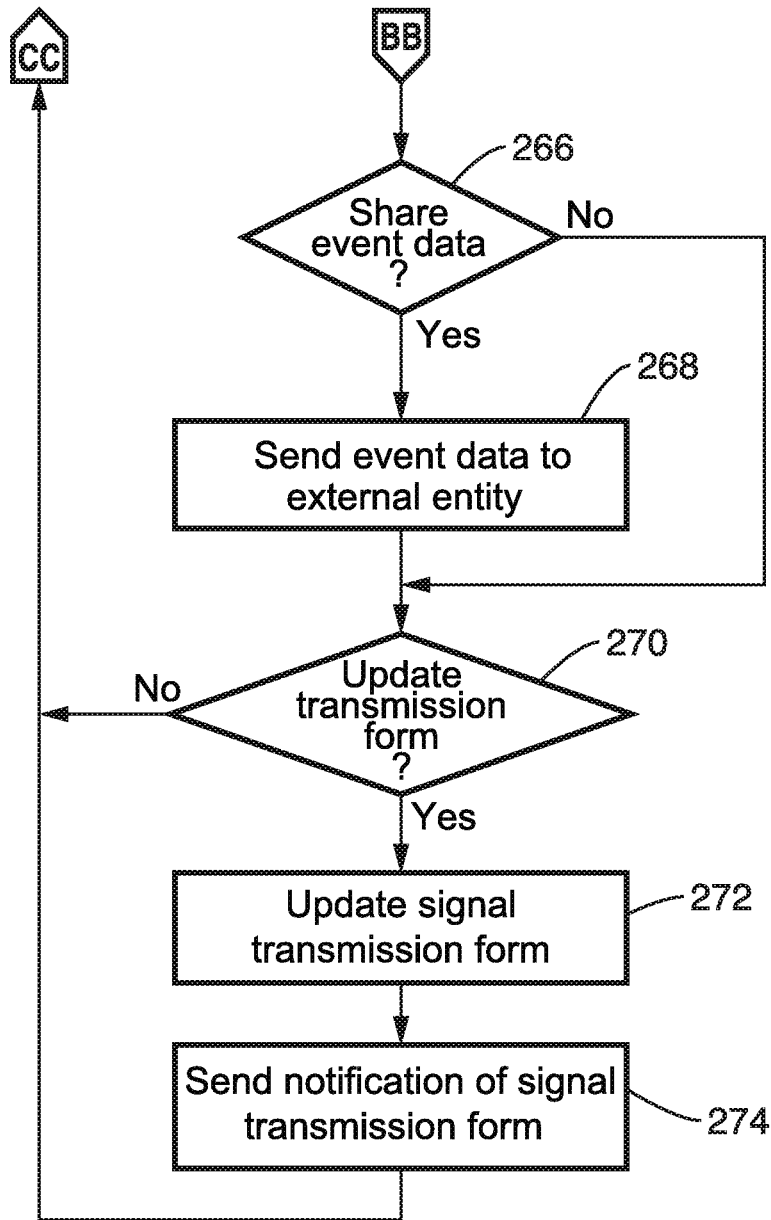 CC
BB
266
Share
event data
?
No
Yes
268
Send event data to
external entity
270
Update
transmission
form
?
No
Yes
272
Update signal
transmission form
Send notification of signal
transmission form
274